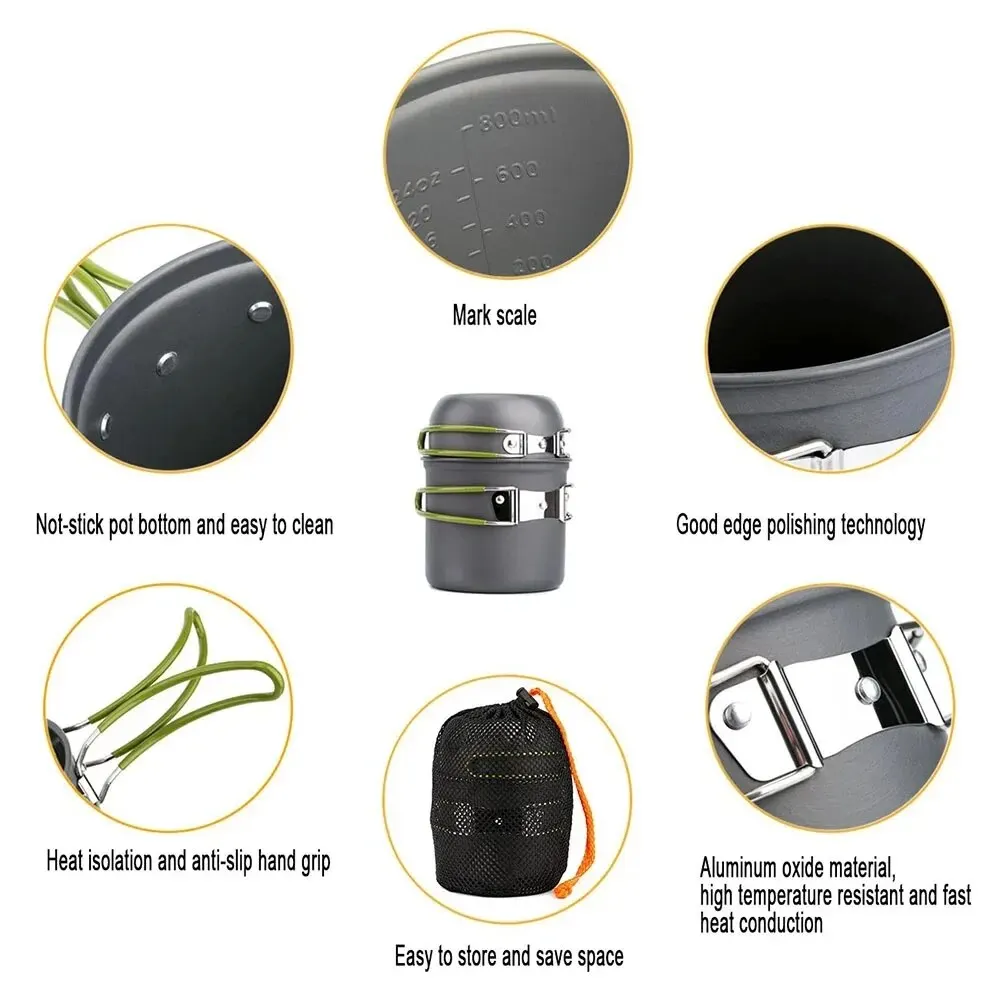 800ml
24oz
600
20
400
6
200
Mark scale
Not-stick pot bottom and easy to clean
Good edge polishing technology
Heat isolation and anti-slip hand grip
Easy to store and save space
Aluminum oxide material,
high temperature resistant and fast
heat conduction